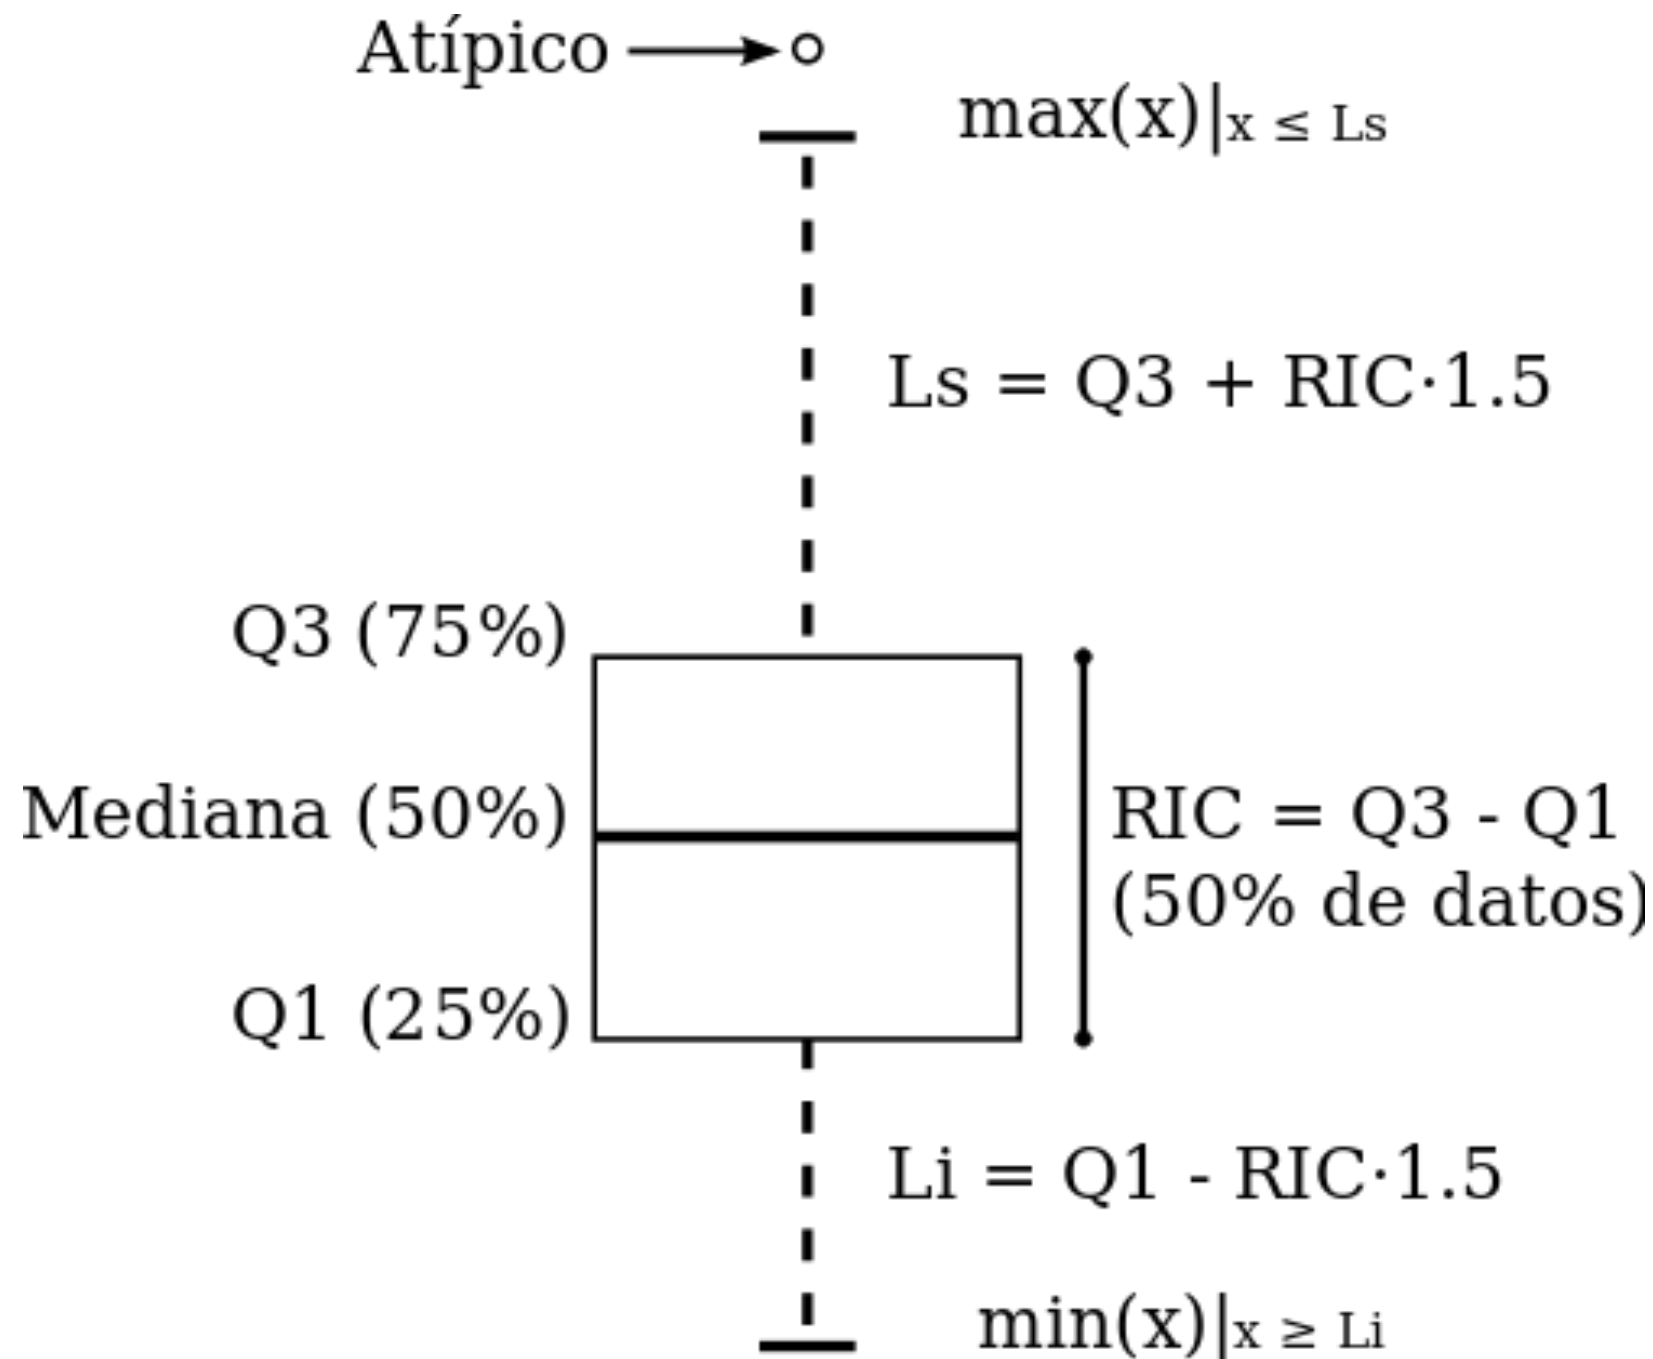 Atípico
max(x)|x ≤ Ls
Ls = Q3 + RIC·1.5
Q3 (75%)
Mediana (50%)
RIC = Q3 - Q1
(50% de datos)
Q1 (25%)
Li = Q1 - RIC·1.5
min(x)|x ≥ Li